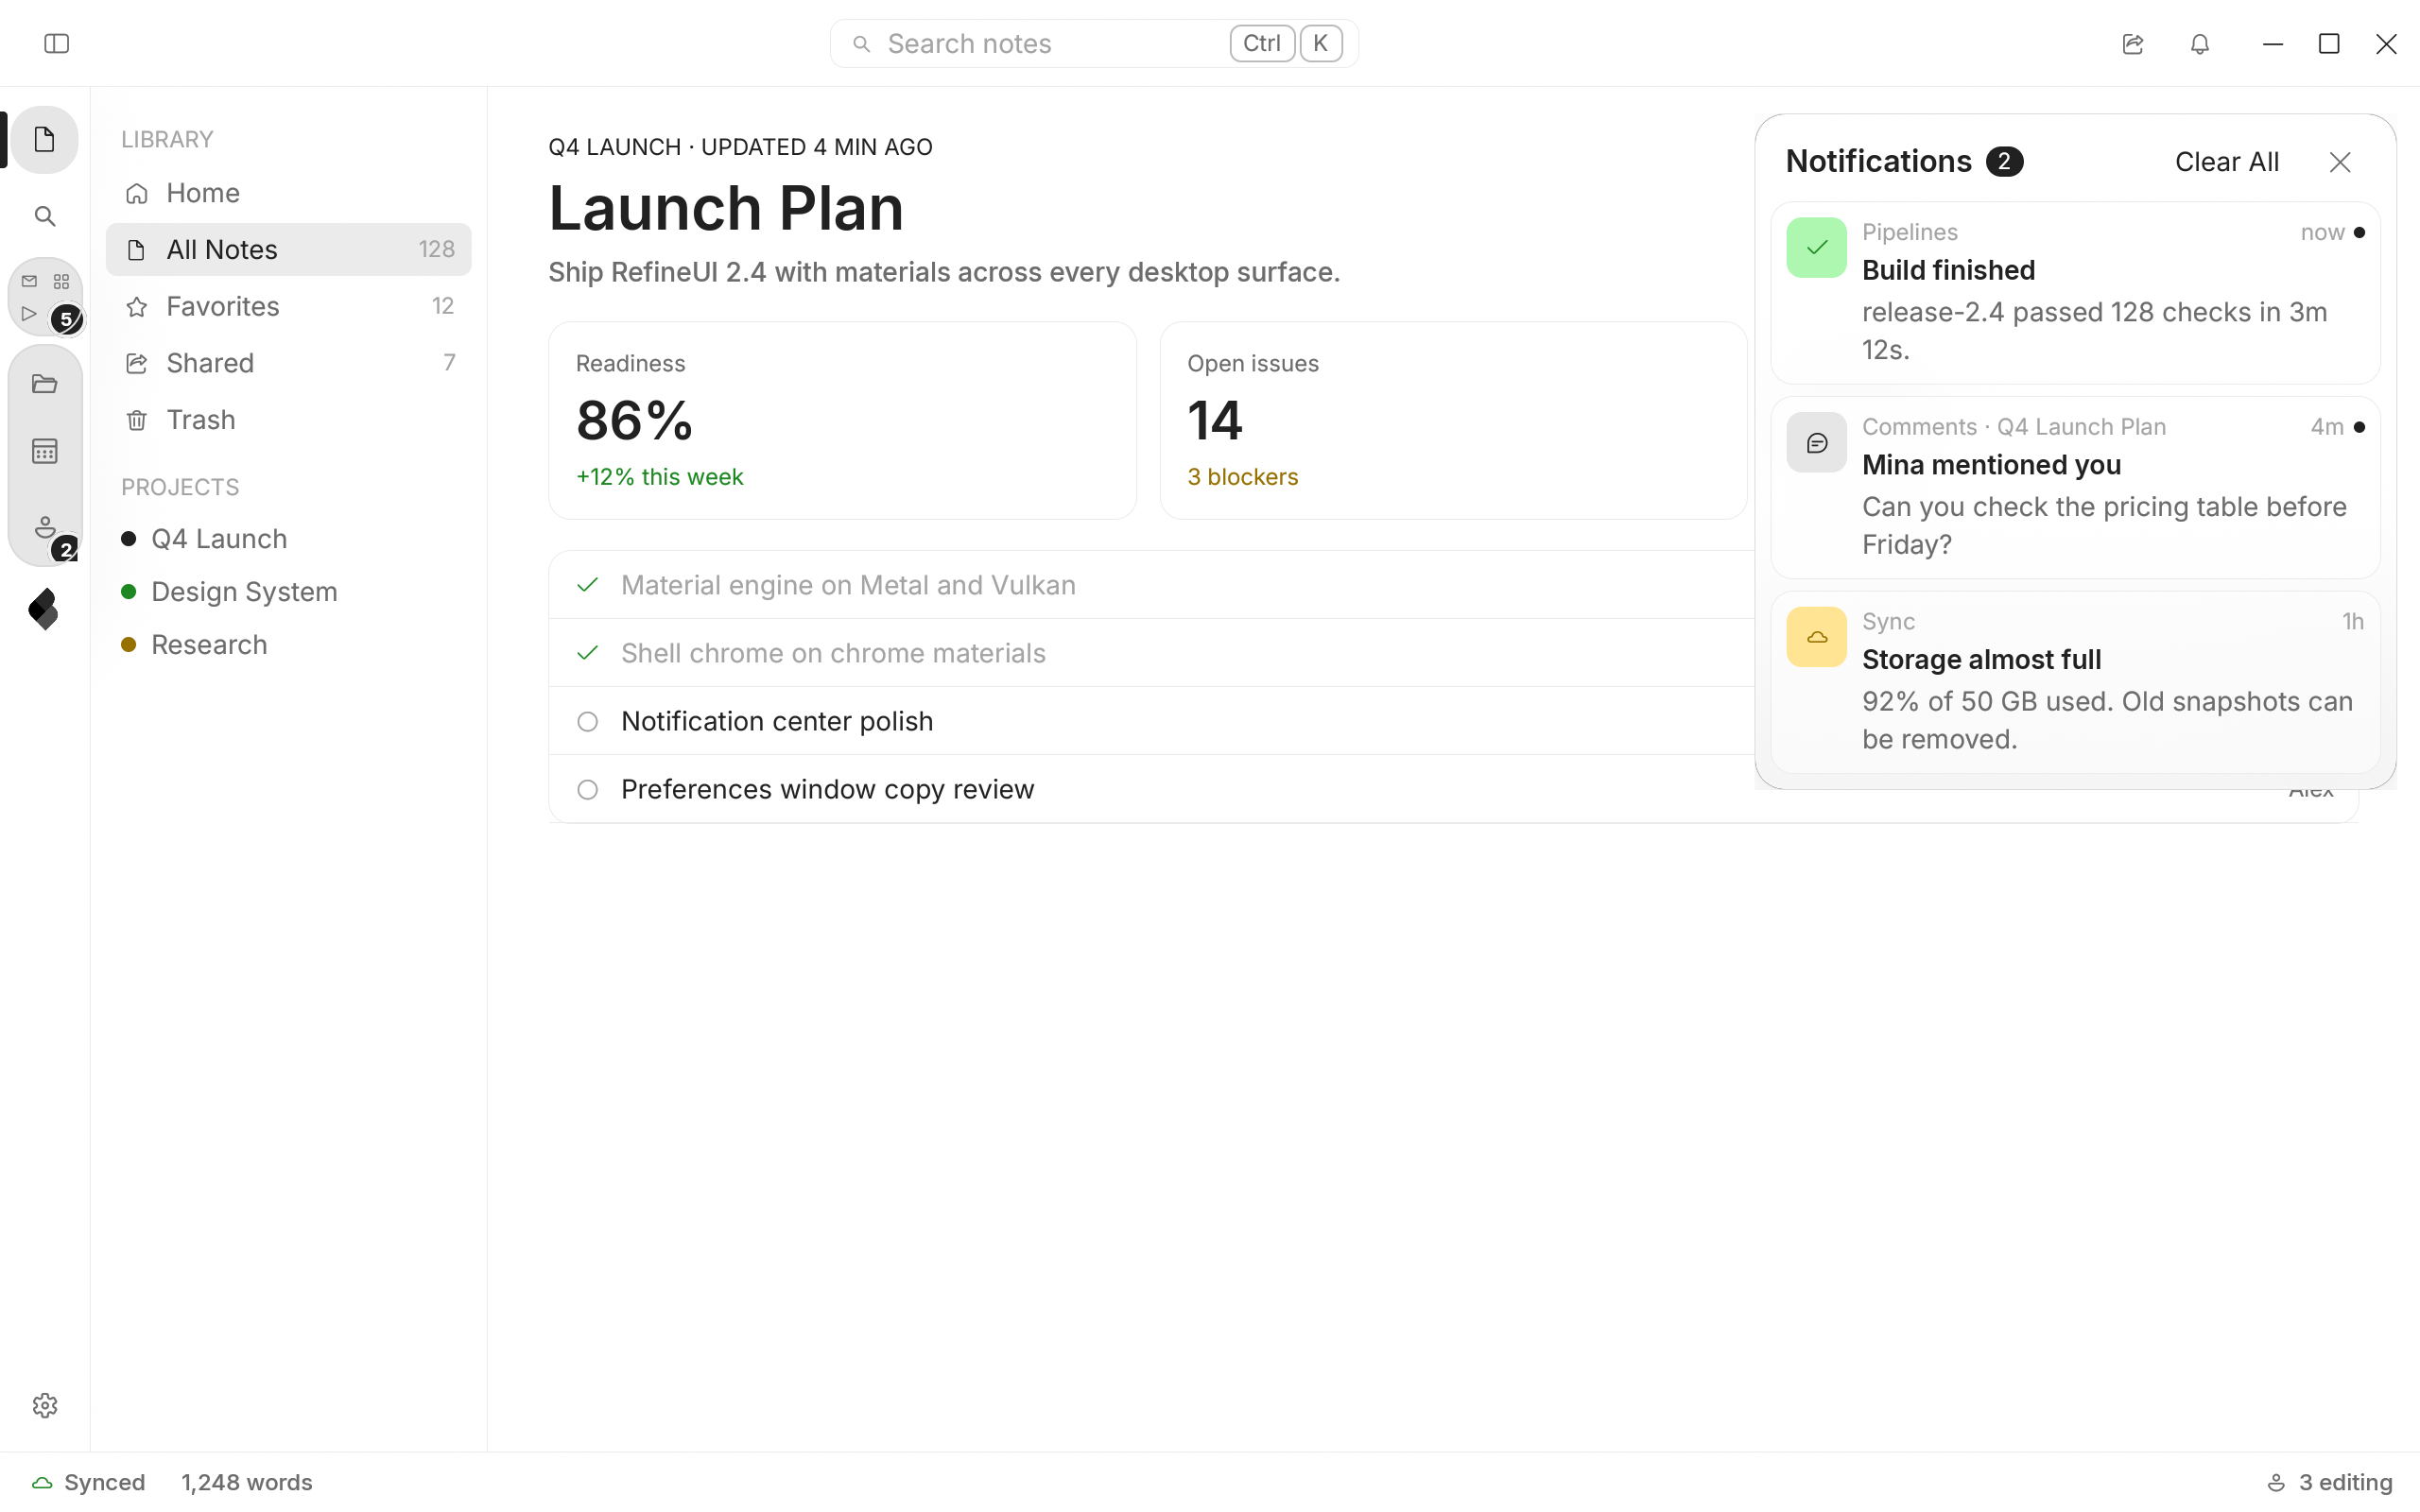 Search notes
Ctrl K
5
2
LIBRARY
Home
All Notes 128
Favorites 12
Shared 7
Trash
PROJECTS
Q4 Launch
Design System
Research
Q4 LAUNCH · UPDATED 4 MIN AGO
Launch Plan
Ship RefineUI 2.4 with materials across every desktop surface.
Readiness
86%
+12% this week
Open issues
14
3 blockers
Material engine on Metal and Vulkan
Shell chrome on chrome materials
Notification center polish
Preferences window copy review
Alex
Notifications 2 Clear All
Pipelines now
Build finished
release-2.4 passed 128 checks in 3m
12s.
Comments · Q4 Launch Plan 4m
Mina mentioned you
Can you check the pricing table before
Friday?
Sync 1h
Storage almost full
92% of 50 GB used. Old snapshots can
be removed.
Synced 1,248 words
3 editing